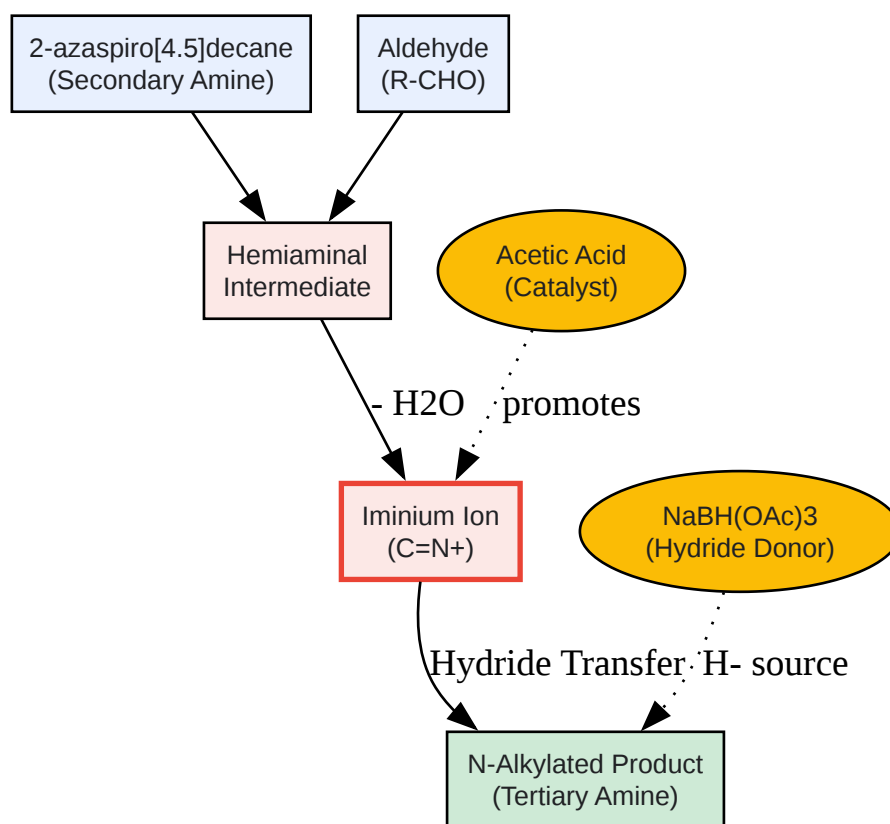 2-azaspiro[4.5]decane
(Secondary Amine)
Aldehyde
(R-CHO)
Hemiaminal
Intermediate
Acetic Acid
(Catalyst)
- H2O
promotes
Iminium Ion
(C=N+)
NaBH(OAc)3
(Hydride Donor)
Hydride Transfer
H- source
N-Alkylated Product
(Tertiary Amine)